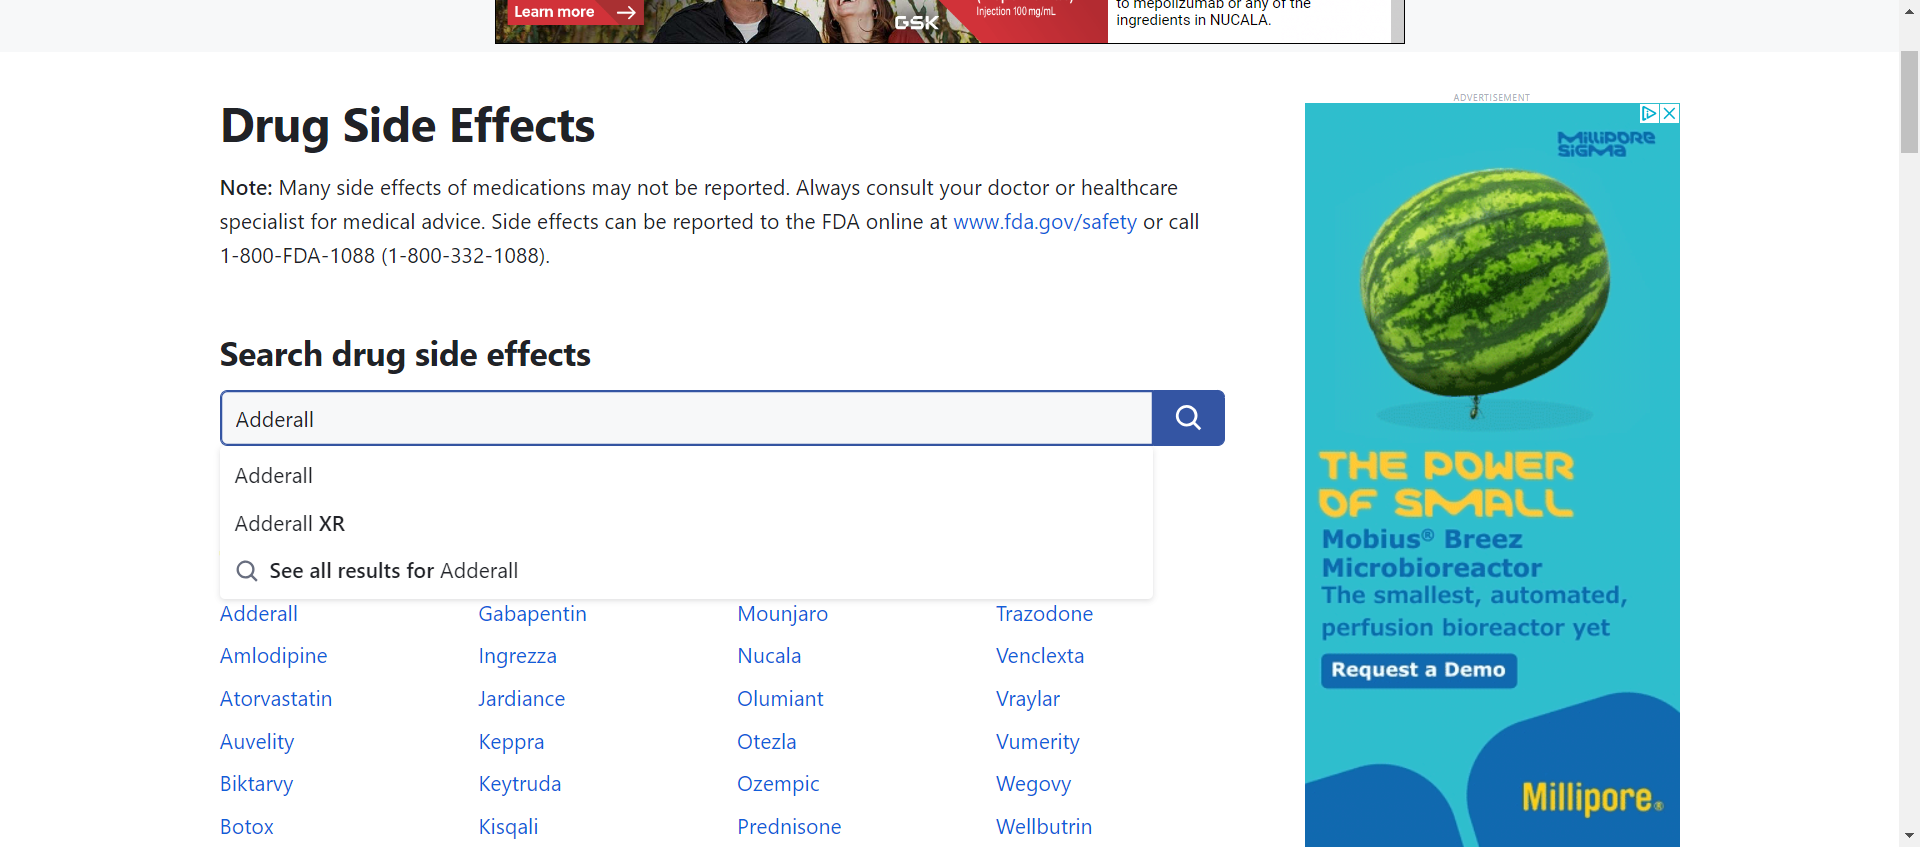 Learn more
GSK
Injection 100 mg/mL
to mepolizumab or any of the
ingredients in NUCALA.
Drug Side Effects
Note: Many side effects of medications may not be reported. Always consult your doctor or healthcare
specialist for medical advice. Side effects can be reported to the FDA online at www.fda.gov/safety or call
1-800-FDA-1088 (1-800-332-1088).
Search drug side effects
Adderall
Adderall
Adderall XR
See all results for Adderall
Adderall Gabapentin Mounjaro Trazodone
Amlodipine Ingrezza Nucala Venclexta
Atorvastatin Jardiance Olumiant Vraylar
Auvelity Keppra Otezla Vumerity
Biktarvy Keytruda Ozempic Wegovy
Botox Kisqali Prednisone Wellbutrin
ADVERTISEMENT
MILLIPORE
SIGMA
THE POWER
OF SMALL
Mobius® Breez
Microbioreactor
The smallest, automated,
perfusion bioreactor yet
Request a Demo
Millipore®